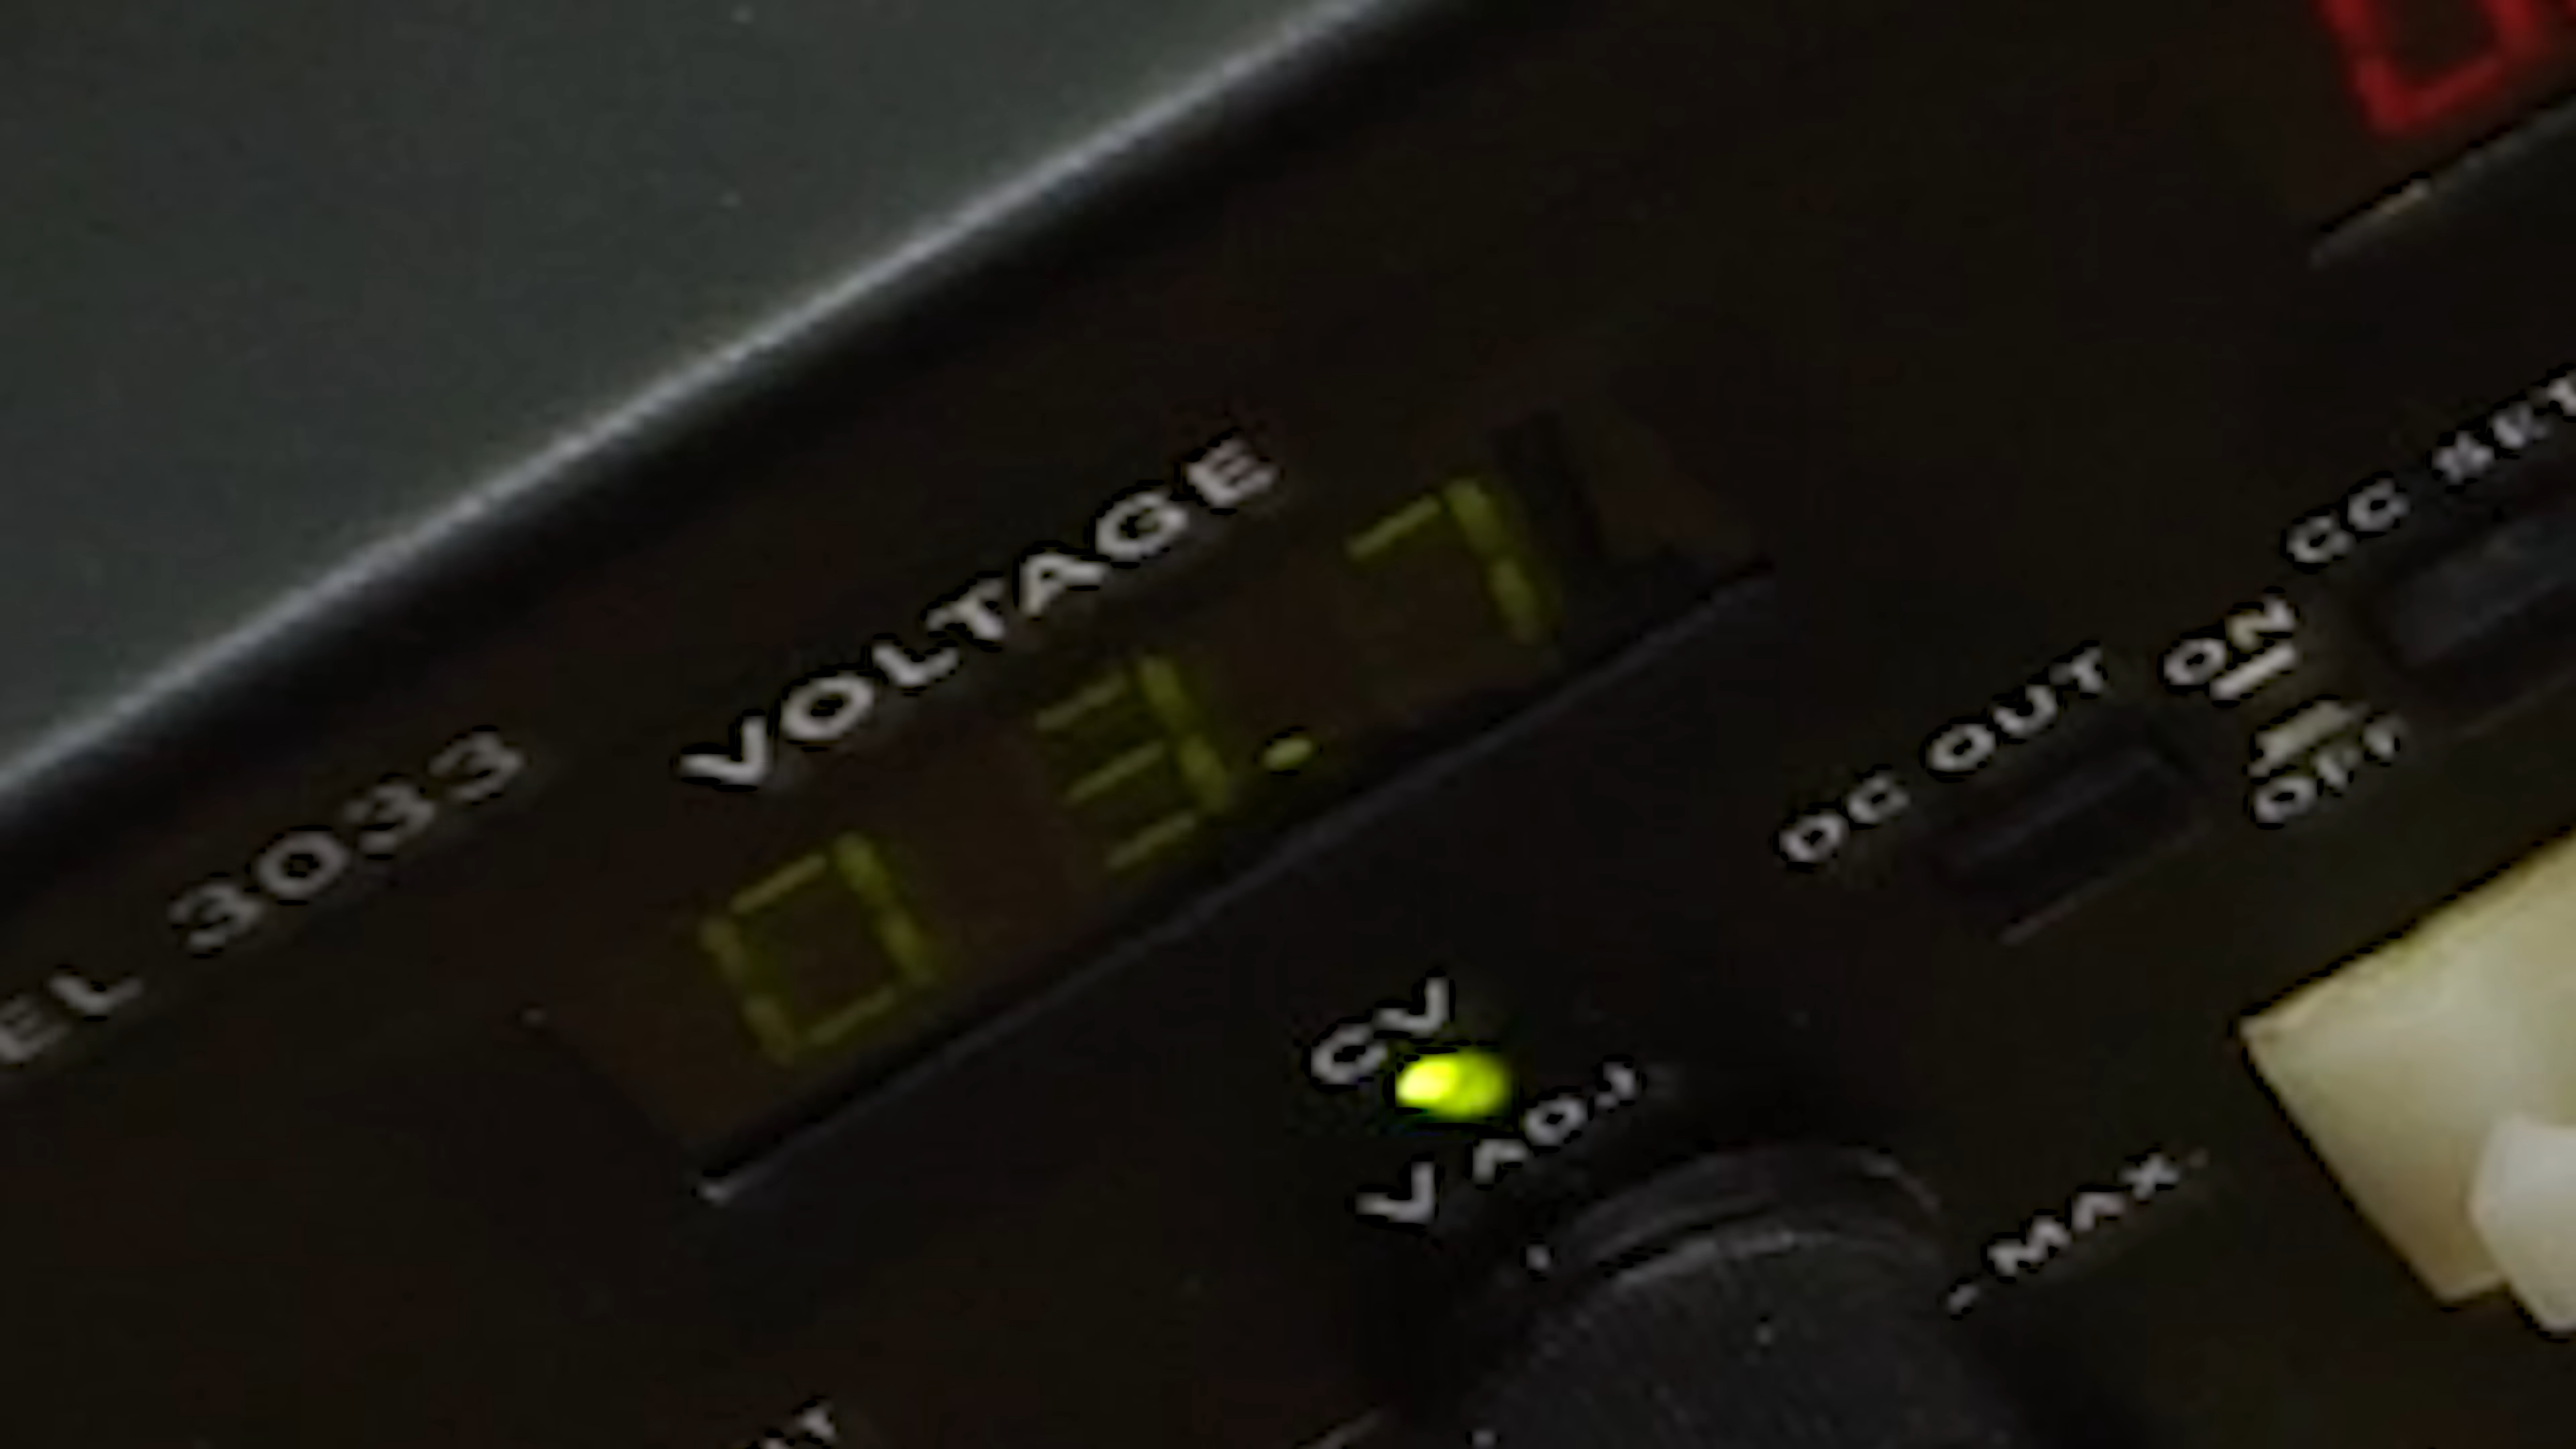 EL 3033
VOLTAGE
03.7
CC SET
DC OUT
ON
OFF
CV
V ADJ
MAX